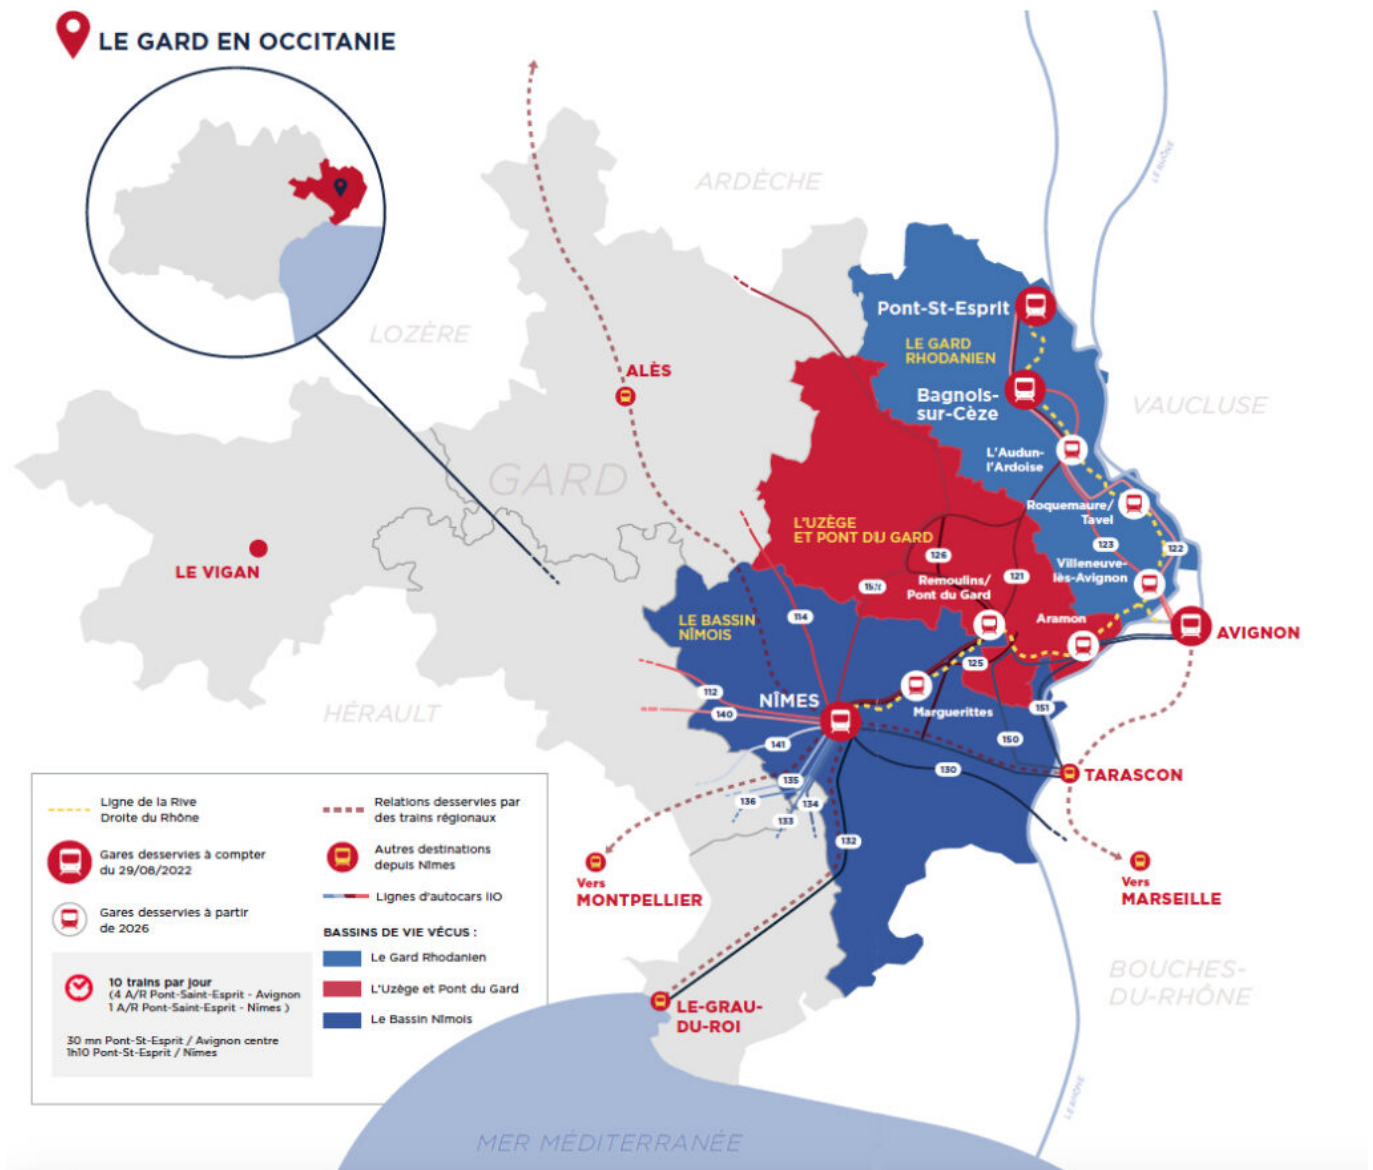 LE GARD EN OCCITANIE
ARDÈCHE
LE RHÔNE
LOZÈRE
Pont-St-Esprit
LE GARD
RHODANIEN
ALÈS
Bagnols-
sur-Cèze
VAUCLUSE
L'Audun-
l'Ardoise
GARD
Roquemaure/
Tavel
L'UZÈGE
ET PONT DU GARD
123
122
126
LE VIGAN
Villeneuve-
lès-Avignon
121
Remoulins/
Pont du Gard
114
LE BASSIN
NÎMOIS
Aramon
AVIGNON
125
112
NÎMES
140
HÉRAULT
Marguerittes
151
141
150
130
TARASCON
135
136
134
133
132
Vers
MONTPELLIER
Vers
MARSEILLE
BOUCHES-
DU-RHÔNE
LE-GRAU-
DU-ROI
LE RHÔNE
MER MÉDITERRANÉE
Ligne de la Rive
Droite du Rhône
Gares desservies à compter
du 29/08/2022
Gares desservies à partir
de 2026
10 trains par jour
(4 A/R Pont-Saint-Esprit - Avignon
1 A/R Pont-Saint-Esprit - Nîmes )
30 mn Pont-St-Esprit / Avignon centre
1h10 Pont-St-Esprit / Nîmes
Relations desservies par
des trains régionaux
Autres destinations
depuis Nîmes
Lignes d'autocars liO
BASSINS DE VIE VÉCUS :
Le Gard Rhodanien
L'Uzège et Pont du Gard
Le Bassin Nîmois